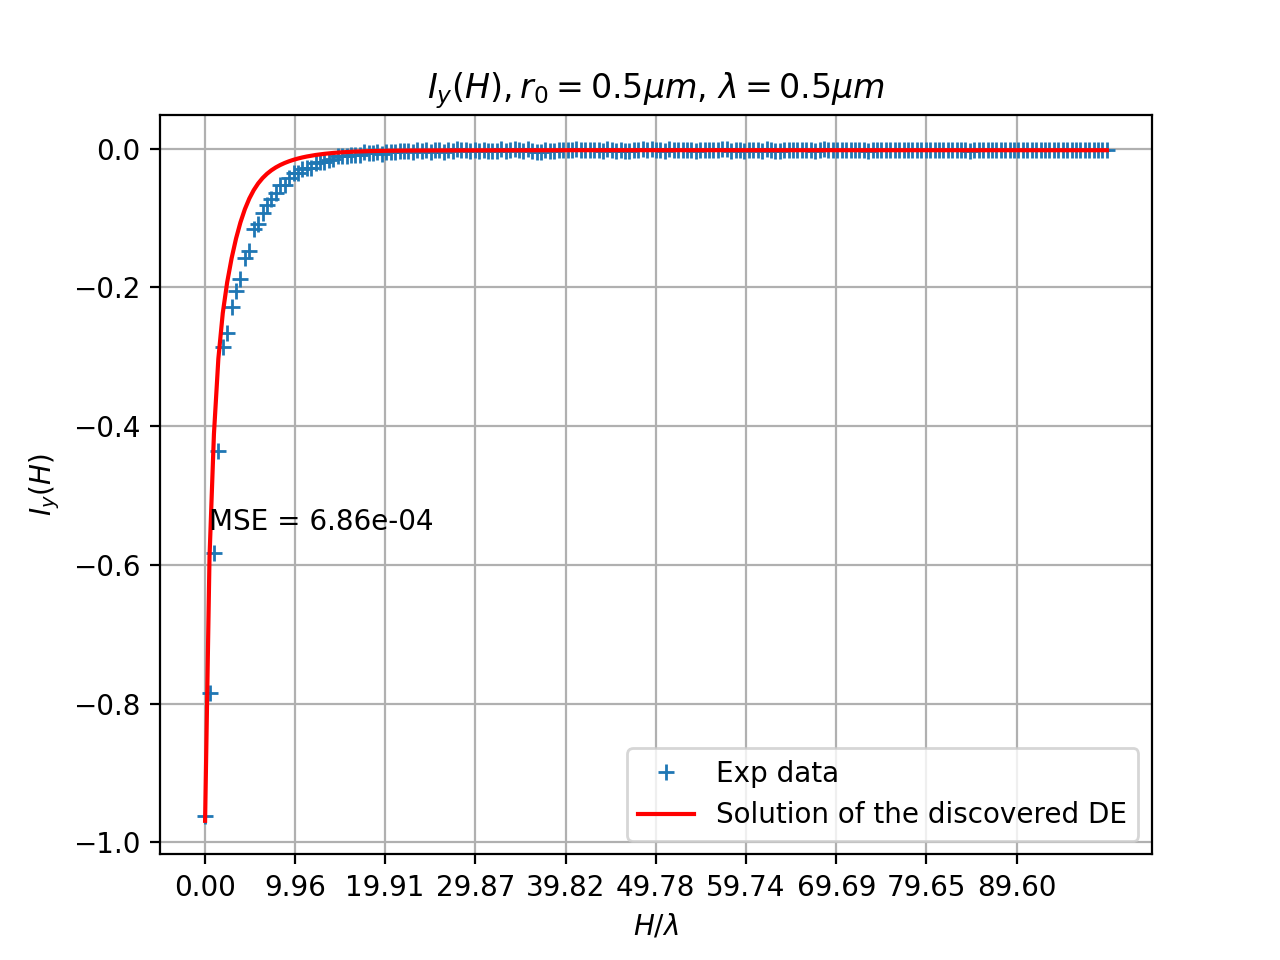 I_y(H), r_0 = 0.5μm, λ = 0.5μm
I_y(H)
0.0
−0.2
−0.4
−0.6
−0.8
−1.0
MSE = 6.86e-04
Exp data
Solution of the discovered DE
0.00 9.96 19.91 29.87 39.82 49.78 59.74 69.69 79.65 89.60
H/λ